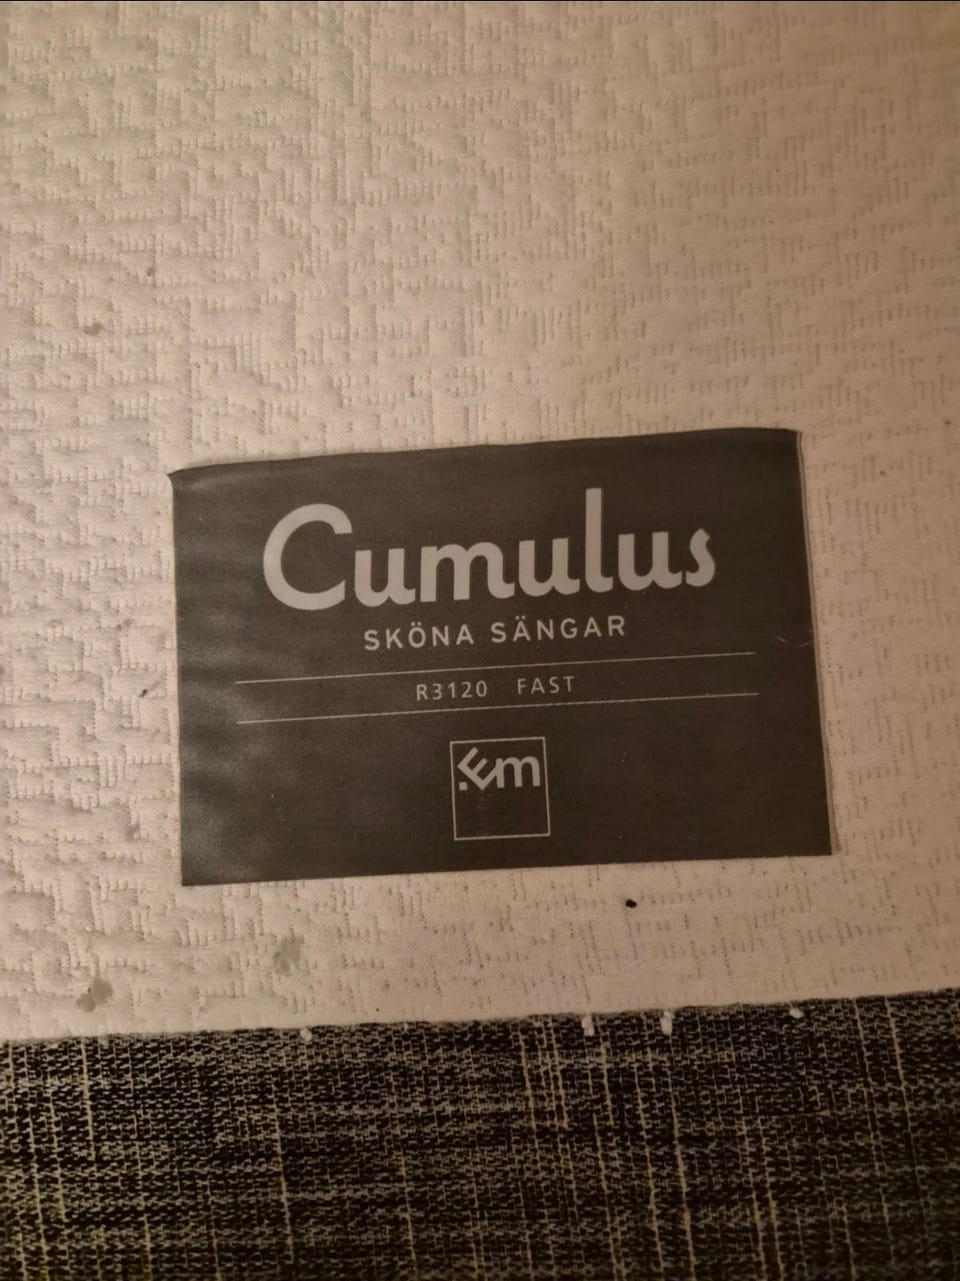 Cumulus
SKÖNA SÄNGAR
R3120 FAST
Em